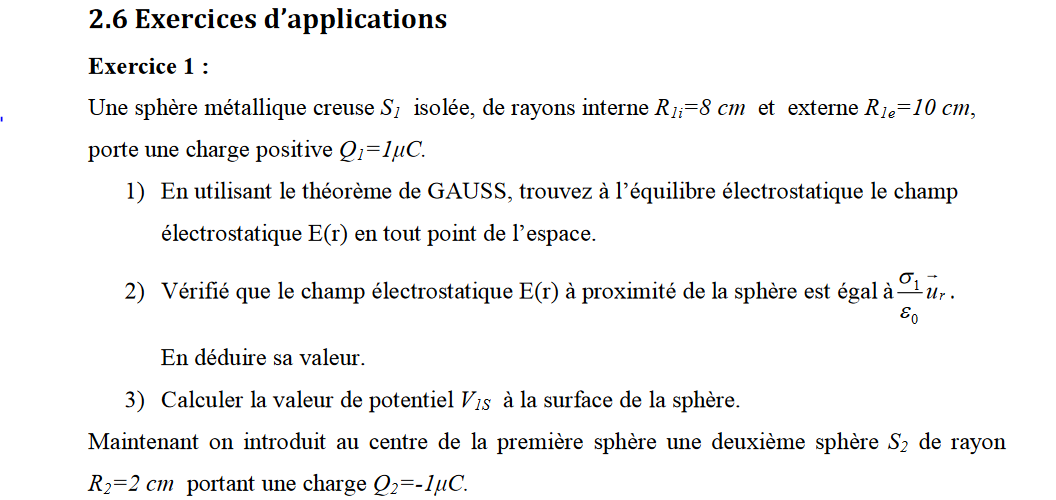 2.6 Exercices d’applications
Exercice 1 :
Une sphère métallique creuse S1 isolée, de rayons interne R1i=8 cm et externe R1e=10 cm,
porte une charge positive Q1=1µC.
1) En utilisant le théorème de GAUSS, trouvez à l’équilibre électrostatique le champ
électrostatique E(r) en tout point de l’espace.
2) Vérifié que le champ électrostatique E(r) à proximité de la sphère est égal à σ1/ε0 u⃗r .
En déduire sa valeur.
3) Calculer la valeur de potentiel V1S à la surface de la sphère.
Maintenant on introduit au centre de la première sphère une deuxième sphère S2 de rayon
R2=2 cm portant une charge Q2=-1µC.